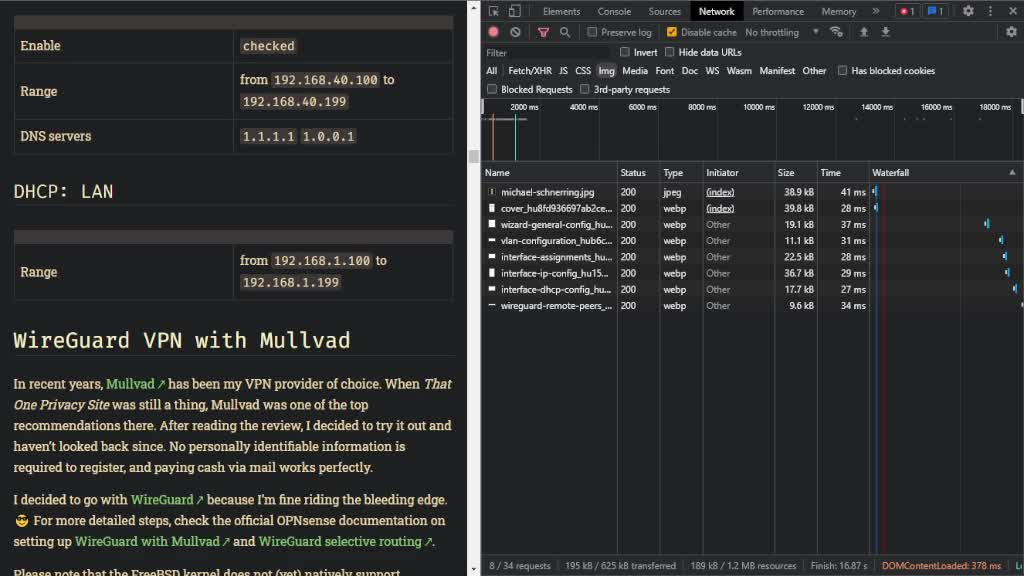 Enable checked
Range from 192.168.40.100 to
192.168.40.199
DNS servers 1.1.1.1 1.0.0.1
DHCP: LAN
Range from 192.168.1.100 to
192.168.1.199
WireGuard VPN with Mullvad
In recent years, Mullvad↗ has been my VPN provider of choice. When That
One Privacy Site was still a thing, Mullvad was one of the top
recommendations there. After reading the review, I decided to try it out and
haven’t looked back since. No personally identifiable information is
required to register, and paying cash via mail works perfectly.
I decided to go with WireGuard↗ because I’m fine riding the bleeding edge.
😎 For more detailed steps, check the official OPNsense documentation on
setting up WireGuard with Mullvad↗ and WireGuard selective routing↗.
Please note that the FreeBSD kernel does not (yet) natively support
Elements Console Sources Network Performance Memory » 1 1
Preserve log Disable cache No throttling
Filter Invert Hide data URLs
All Fetch/XHR JS CSS Img Media Font Doc WS Wasm Manifest Other Has blocked cookies
Blocked Requests 3rd-party requests
2000 ms 4000 ms 6000 ms 8000 ms 10000 ms 12000 ms 14000 ms 16000 ms 18000 ms
Name Status Type Initiator Size Time Waterfall
michael-schnerring.jpg 200 jpeg (index) 38.9 kB 41 ms
cover_hu8fd936697ab2ce... 200 webp (index) 39.8 kB 28 ms
wizard-general-config_hu... 200 webp Other 19.1 kB 37 ms
vlan-configuration_hub6c... 200 webp Other 11.1 kB 31 ms
interface-assignments_hu... 200 webp Other 22.5 kB 28 ms
interface-ip-config_hu15... 200 webp Other 36.7 kB 29 ms
interface-dhcp-config_hu... 200 webp Other 17.7 kB 27 ms
wireguard-remote-peers_... 200 webp Other 9.6 kB 34 ms
8 / 34 requests 195 kB / 625 kB transferred 189 kB / 1.2 MB resources Finish: 16.87 s DOMContentLoaded: 378 ms